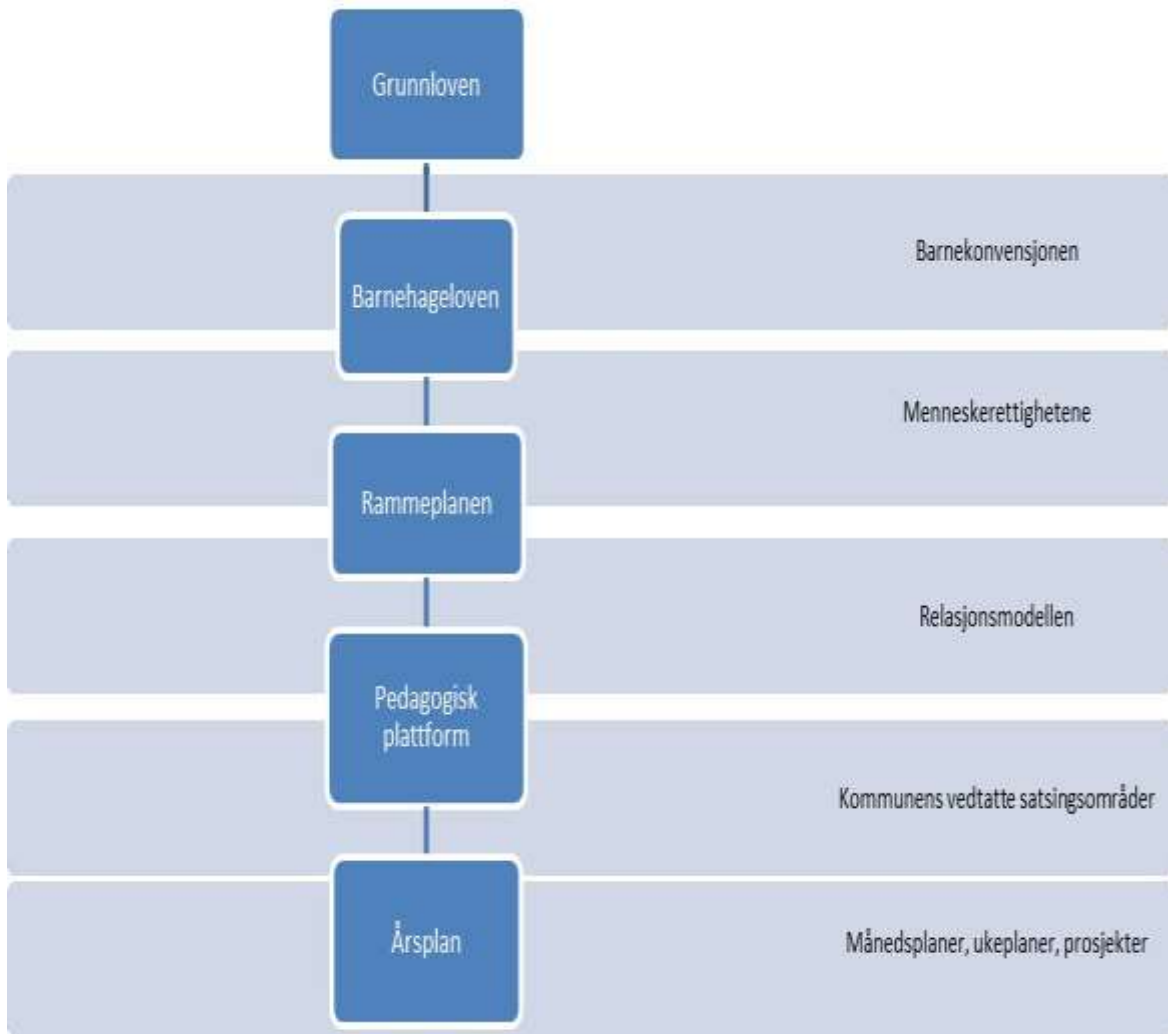 Grunnloven
Barnekonvensjonen
Barnehageloven
Menneskerettighetene
Rammeplanen
Relasjonsmodellen
Pedagogisk
plattform
Kommunens vedtatte satsingsområder
Årsplan
Månedsplaner, ukeplaner, prosjekter